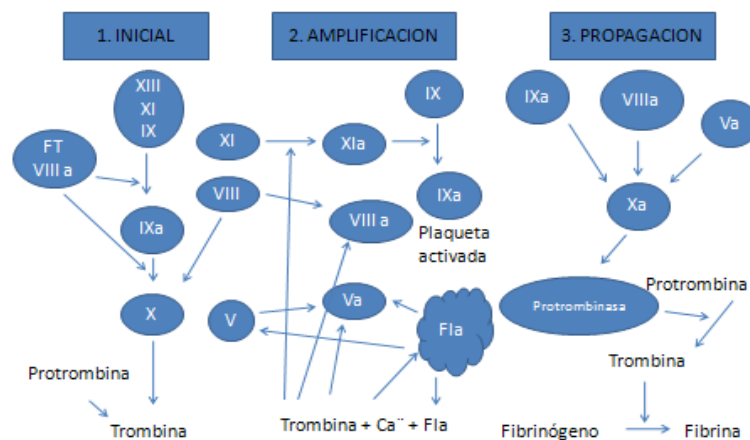 1. INICIAL
XIII
XI
IX
FT
VIII a
IXa
X
Protrombina
Trombina
2. AMPLIFICACION
IX
XI
XIa
VIII
IXa
VIII a
Plaqueta
activada
V
Va
FIa
Trombina + Ca¨ + FIa
3. PROPAGACION
IXa
VIIIa
Va
Xa
Protrombina
Protrombinasa
Trombina
Fibrinógeno
Fibrina